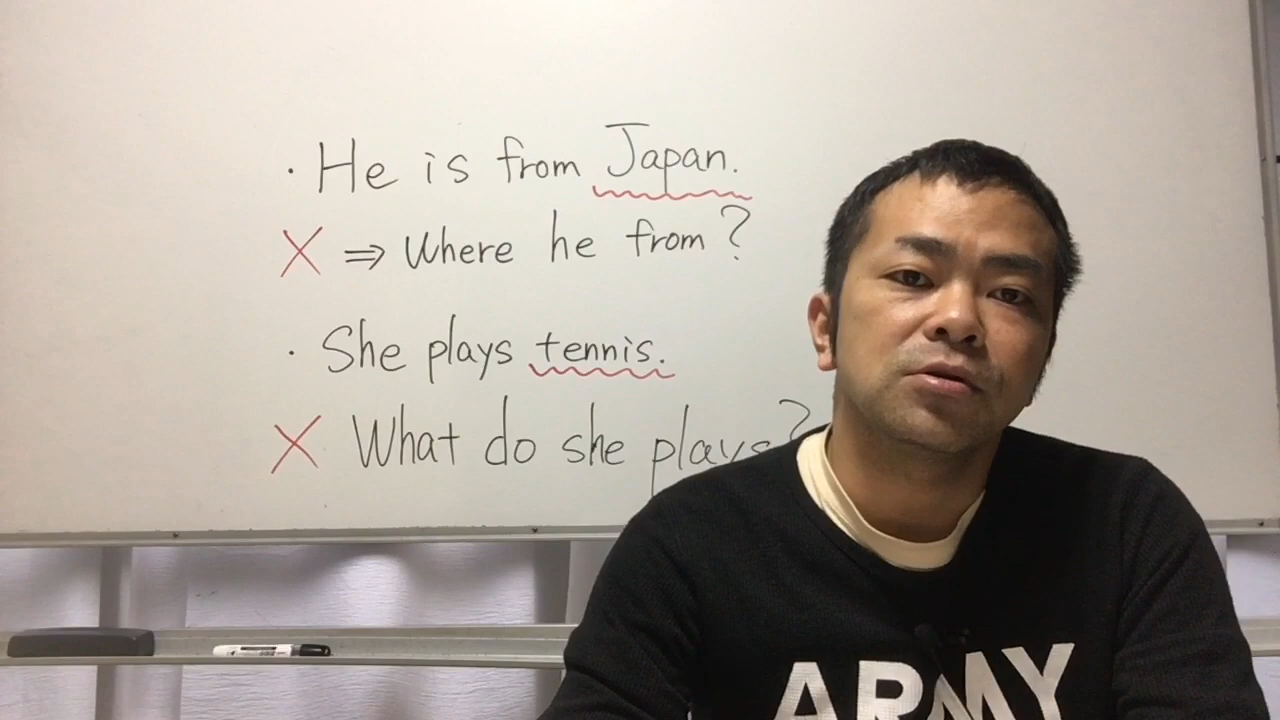 · He is from Japan.
X ⇒ Where he from?
· She plays tennis.
X What do she plays?
ARMY